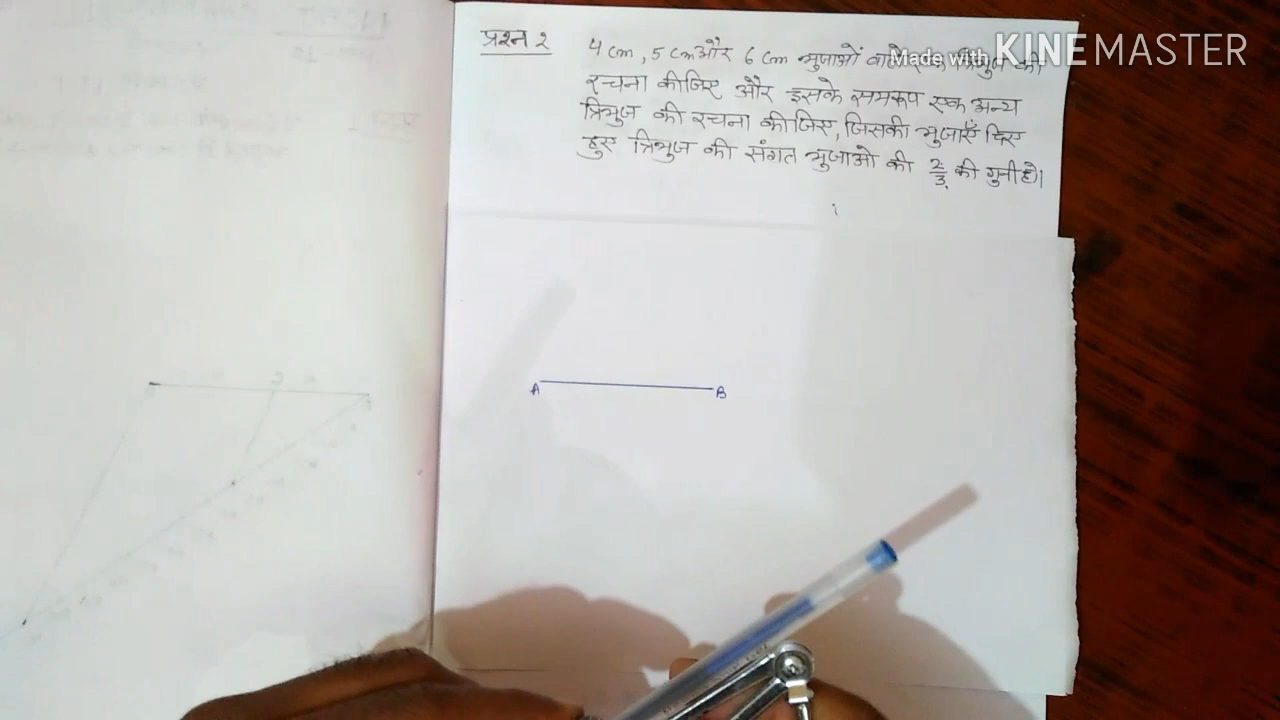 प्रश्न २
4 cm, 5 cm और 6 cm भुजाओं वाले त्रिभुज की
रचना कीजिए और इसके समरूप एक अन्य
त्रिभुज की रचना कीजिए, जिसकी भुजाएँ दिए
हुए त्रिभुज की संगत भुजाओ की 2/3 की गुनी हो।
Made with KINEMASTER
A B